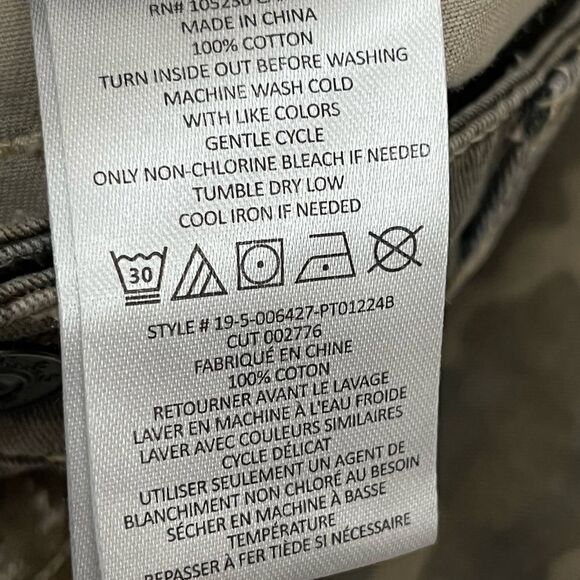 RN# 105230
MADE IN CHINA
100% COTTON
TURN INSIDE OUT BEFORE WASHING
MACHINE WASH COLD
WITH LIKE COLORS
GENTLE CYCLE
ONLY NON-CHLORINE BLEACH IF NEEDED
TUMBLE DRY LOW
COOL IRON IF NEEDED
30
STYLE # 19-5-006427-PT01224B
CUT 002776
FABRIQUÉ EN CHINE
100% COTON
RETOURNER AVANT LE LAVAGE
LAVER EN MACHINE À L'EAU FROIDE
LAVER AVEC COULEURS SIMILAIRES
CYCLE DÉLICAT
UTILISER SEULEMENT UN AGENT DE
BLANCHIMENT NON CHLORÉ AU BESOIN
SÉCHER EN MACHINE À BASSE
TEMPÉRATURE
REPASSER À FER TIÈDE SI NÉCESSAIRE